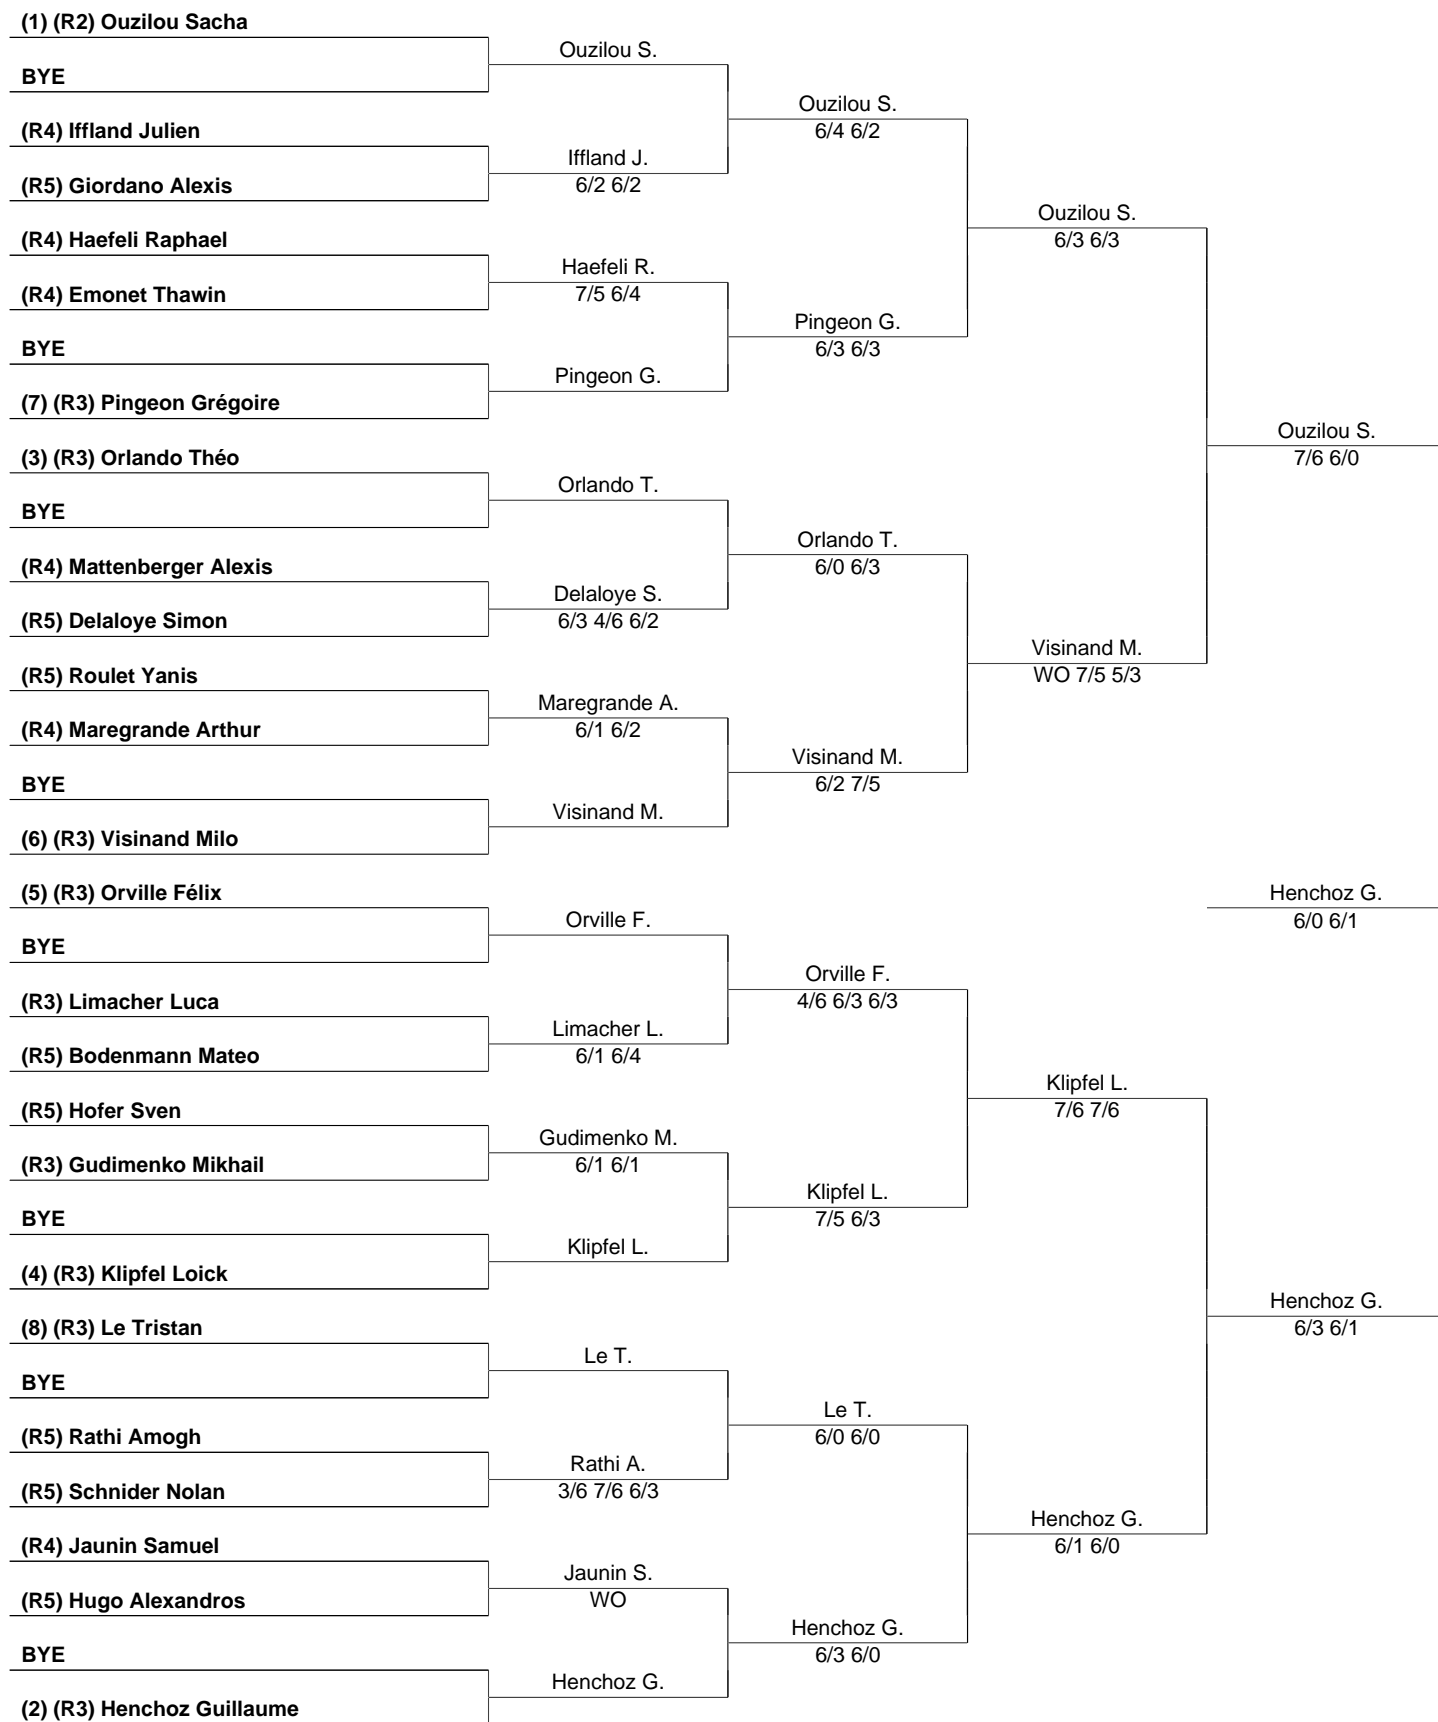 (1) (R2) Ouzilou Sacha
BYE
(R4) Iffland Julien
(R5) Giordano Alexis
(R4) Haefeli Raphael
(R4) Emonet Thawin
BYE
(7) (R3) Pingeon Grégoire
(3) (R3) Orlando Théo
BYE
(R4) Mattenberger Alexis
(R5) Delaloye Simon
(R5) Roulet Yanis
(R4) Maregrande Arthur
BYE
(6) (R3) Visinand Milo
(5) (R3) Orville Félix
BYE
(R3) Limacher Luca
(R5) Bodenmann Mateo
(R5) Hofer Sven
(R3) Gudimenko Mikhail
BYE
(4) (R3) Klipfel Loick
(8) (R3) Le Tristan
BYE
(R5) Rathi Amogh
(R5) Schnider Nolan
(R4) Jaunin Samuel
(R5) Hugo Alexandros
BYE
(2) (R3) Henchoz Guillaume
Ouzilou S.
Iffland J.
6/2 6/2
Haefeli R.
7/5 6/4
Pingeon G.
Orlando T.
Delaloye S.
6/3 4/6 6/2
Maregrande A.
6/1 6/2
Visinand M.
Orville F.
Limacher L.
6/1 6/4
Gudimenko M.
6/1 6/1
Klipfel L.
Le T.
Rathi A.
3/6 7/6 6/3
Jaunin S.
WO
Henchoz G.
Ouzilou S.
6/4 6/2
Pingeon G.
6/3 6/3
Orlando T.
6/0 6/3
Visinand M.
6/2 7/5
Orville F.
4/6 6/3 6/3
Klipfel L.
7/5 6/3
Le T.
6/0 6/0
Henchoz G.
6/3 6/0
Ouzilou S.
6/3 6/3
Visinand M.
WO 7/5 5/3
Klipfel L.
7/6 7/6
Henchoz G.
6/1 6/0
Ouzilou S.
7/6 6/0
Henchoz G.
6/0 6/1
Henchoz G.
6/3 6/1